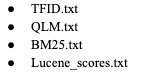 ● TFID.txt
● QLM.txt
● BM25.txt
● Lucene_scores.txt